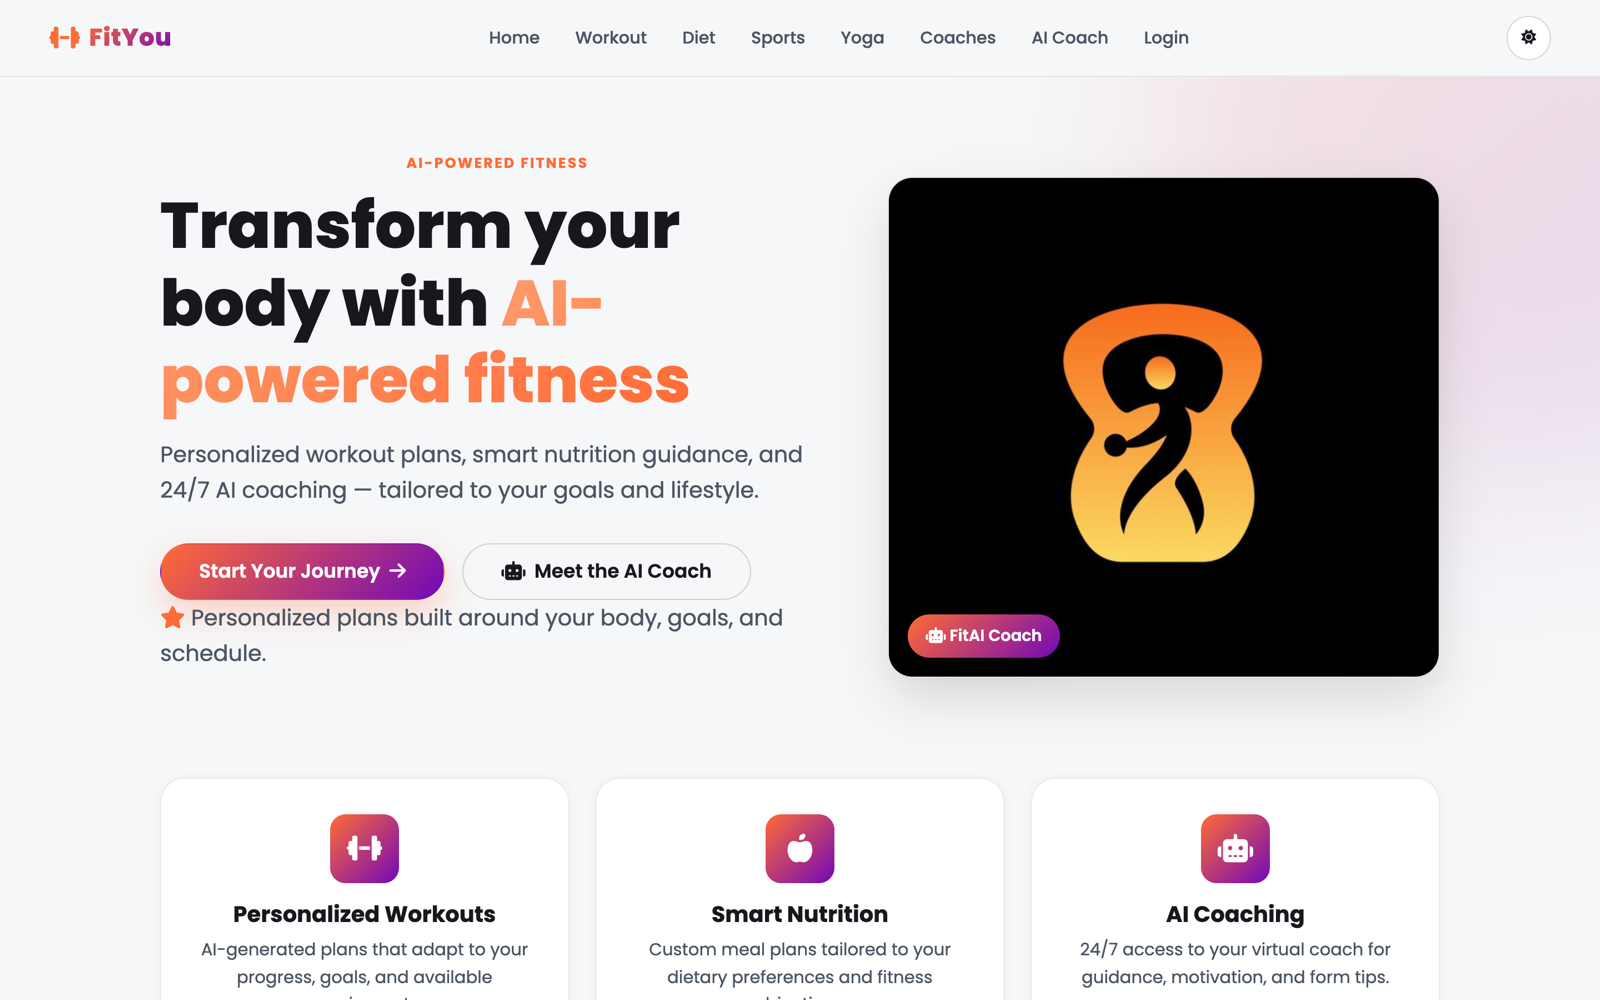 FitYou
Home Workout Diet Sports Yoga Coaches AI Coach Login
AI-POWERED FITNESS
Transform your
body with AI-
powered fitness
Personalized workout plans, smart nutrition guidance, and
24/7 AI coaching — tailored to your goals and lifestyle.
Start Your Journey →
Meet the AI Coach
Personalized plans built around your body, goals, and
schedule.
FitAI Coach
Personalized Workouts
AI-generated plans that adapt to your
progress, goals, and available
Smart Nutrition
Custom meal plans tailored to your
dietary preferences and fitness
AI Coaching
24/7 access to your virtual coach for
guidance, motivation, and form tips.